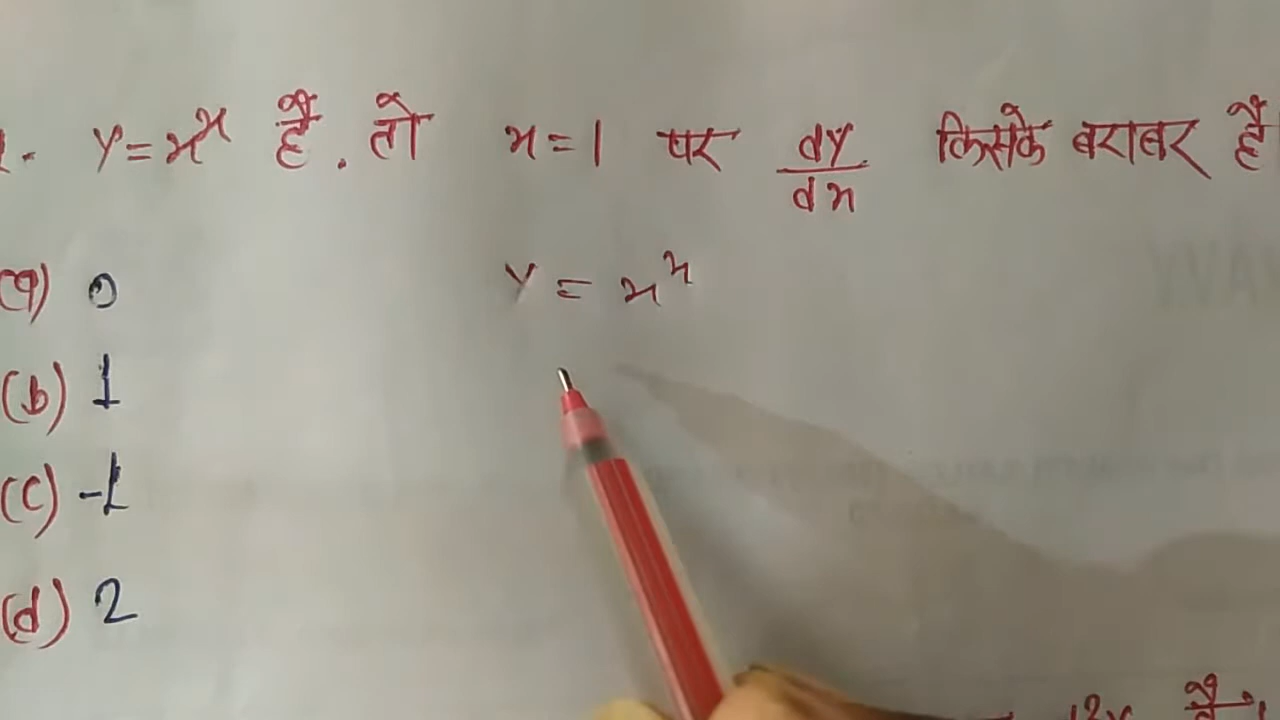 1. y = x^x है. तो x = 1 पर dy/dx किसके बराबर है
y = x^x
(a) 0
(b) 1
(c) -1
(d) 2